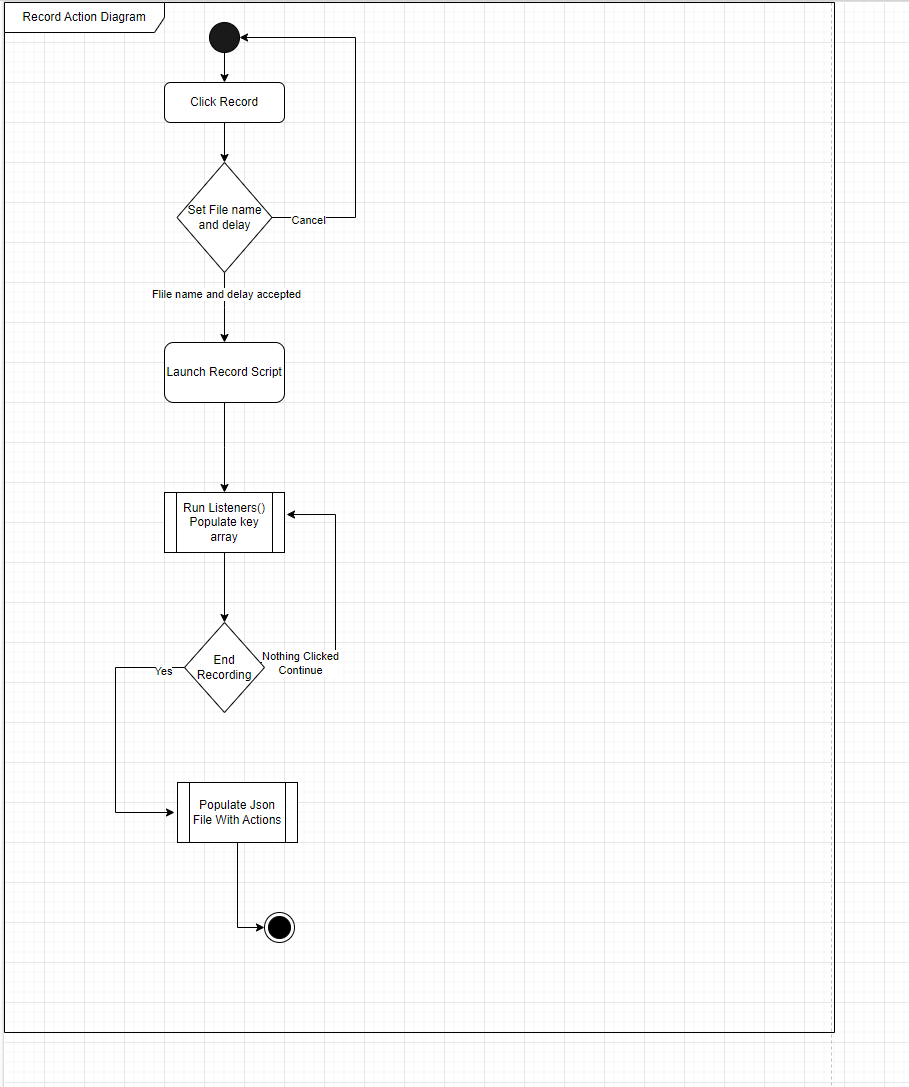 Record Action Diagram
Click Record
Set File name
and delay
Cancel
Flile name and delay accepted
Launch Record Script
Run Listeners()
Populate key
array
End
Recording
Nothing Clicked
Continue
Yes
Populate Json
File With Actions